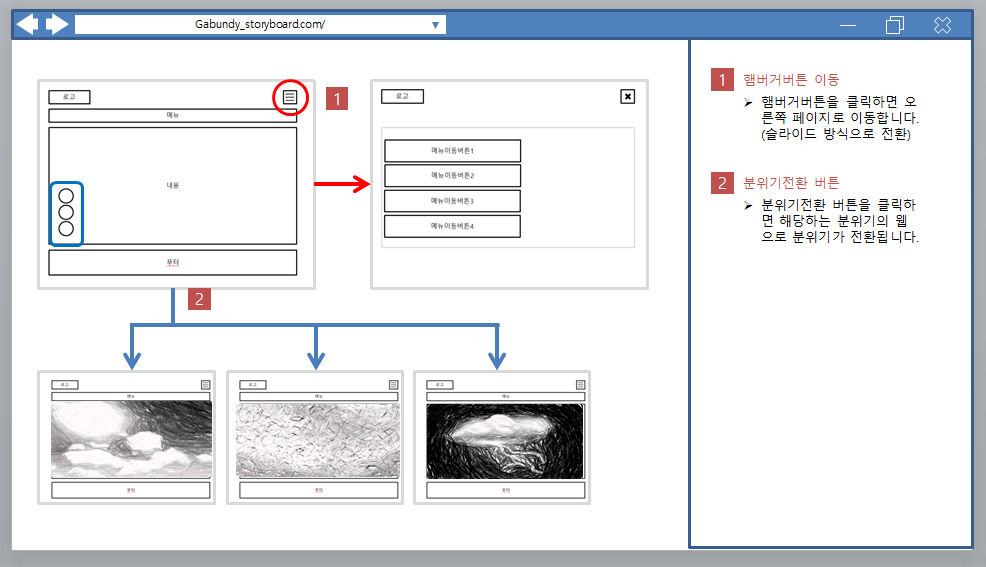 Gabundy_storyboard.com/
로고
메뉴
내용
푸터
1
로고
메뉴이동버튼1
메뉴이동버튼2
메뉴이동버튼3
메뉴이동버튼4
2
로고
메뉴
푸터
로고
메뉴
푸터
로고
메뉴
푸터
1 햄버거버튼 이동
햄버거버튼을 클릭하면 오
른쪽 페이지로 이동합니다.
(슬라이드 방식으로 전환)
2 분위기전환 버튼
분위기전환 버튼을 클릭하
면 해당하는 분위기의 웹
으로 분위기가 전환됩니다.